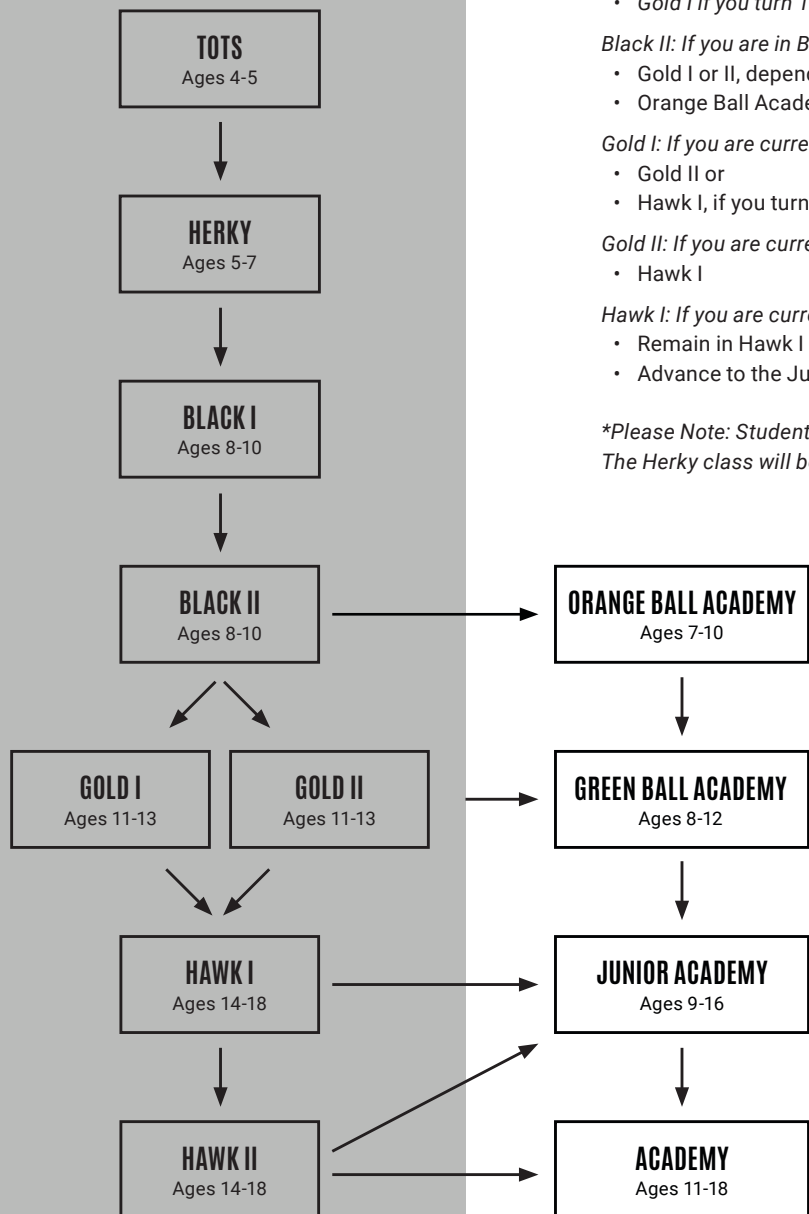 Gold I if you turn
Black II: If you are in B
• Gold I or II, depend
• Orange Ball Acade
Gold I: If you are curre
• Gold II or
• Hawk I, if you turn
Gold II: If you are curre
• Hawk I
Hawk I: If you are curre
• Remain in Hawk I
• Advance to the Ju
*Please Note: Student
The Herky class will b
TOTS
Ages 4-5
HERKY
Ages 5-7
BLACK I
Ages 8-10
BLACK II
Ages 8-10
ORANGE BALL ACADEMY
Ages 7-10
GOLD I
Ages 11-13
GOLD II
Ages 11-13
GREEN BALL ACADEMY
Ages 8-12
HAWK I
Ages 14-18
JUNIOR ACADEMY
Ages 9-16
HAWK II
Ages 14-18
ACADEMY
Ages 11-18